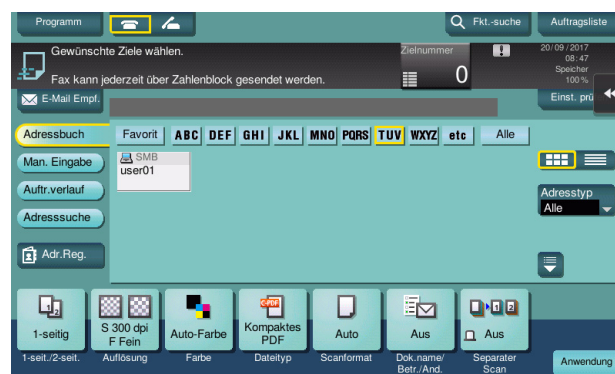 Programm
Fkt.-suche
Auftragsliste
Gewünschte Ziele wählen.
Fax kann jederzeit über Zahlenblock gesendet werden.
Zielnummer
0
20/09/2017
08:47
Speicher
100%
E-Mail Empf.
Einst. prü
Adressbuch
Favorit ABC DEF GHI JKL MNO PQRS TUV WXYZ etc Alle
Man. Eingabe
Auftr.verlauf
Adresssuche
Adr.Reg.
SMB
user01
Adresstyp
Alle
1-seitig
S 300 dpi
F Fein
Auto-Farbe
Kompaktes
PDF
Auto
Aus
Aus
1-seit./2-seit.
Auflösung
Farbe
Dateityp
Scanformat
Dok.name/
Betr./And.
Separater
Scan
Anwendung